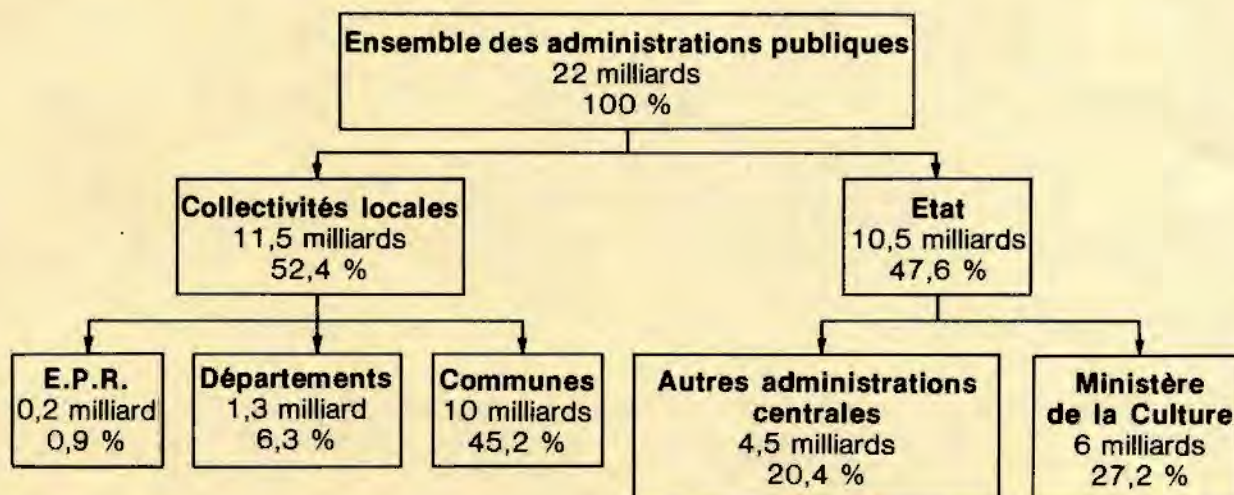 Ensemble des administrations publiques
22 milliards
100 %
Collectivités locales
11,5 milliards
52,4 %
Etat
10,5 milliards
47,6 %
E.P.R.
0,2 milliard
0,9 %
Départements
1,3 milliard
6,3 %
Communes
10 milliards
45,2 %
Autres administrations
centrales
4,5 milliards
20,4 %
Ministère
de la Culture
6 milliards
27,2 %